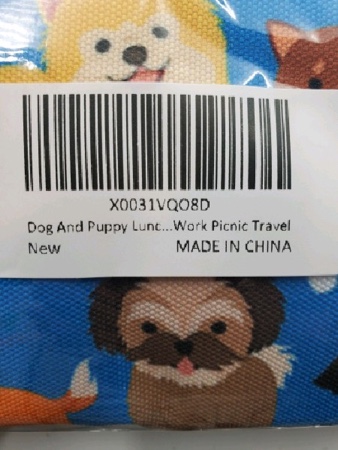 X0031VQO8D
Dog And Puppy Lunc...Work Picnic Travel
New
MADE IN CHINA